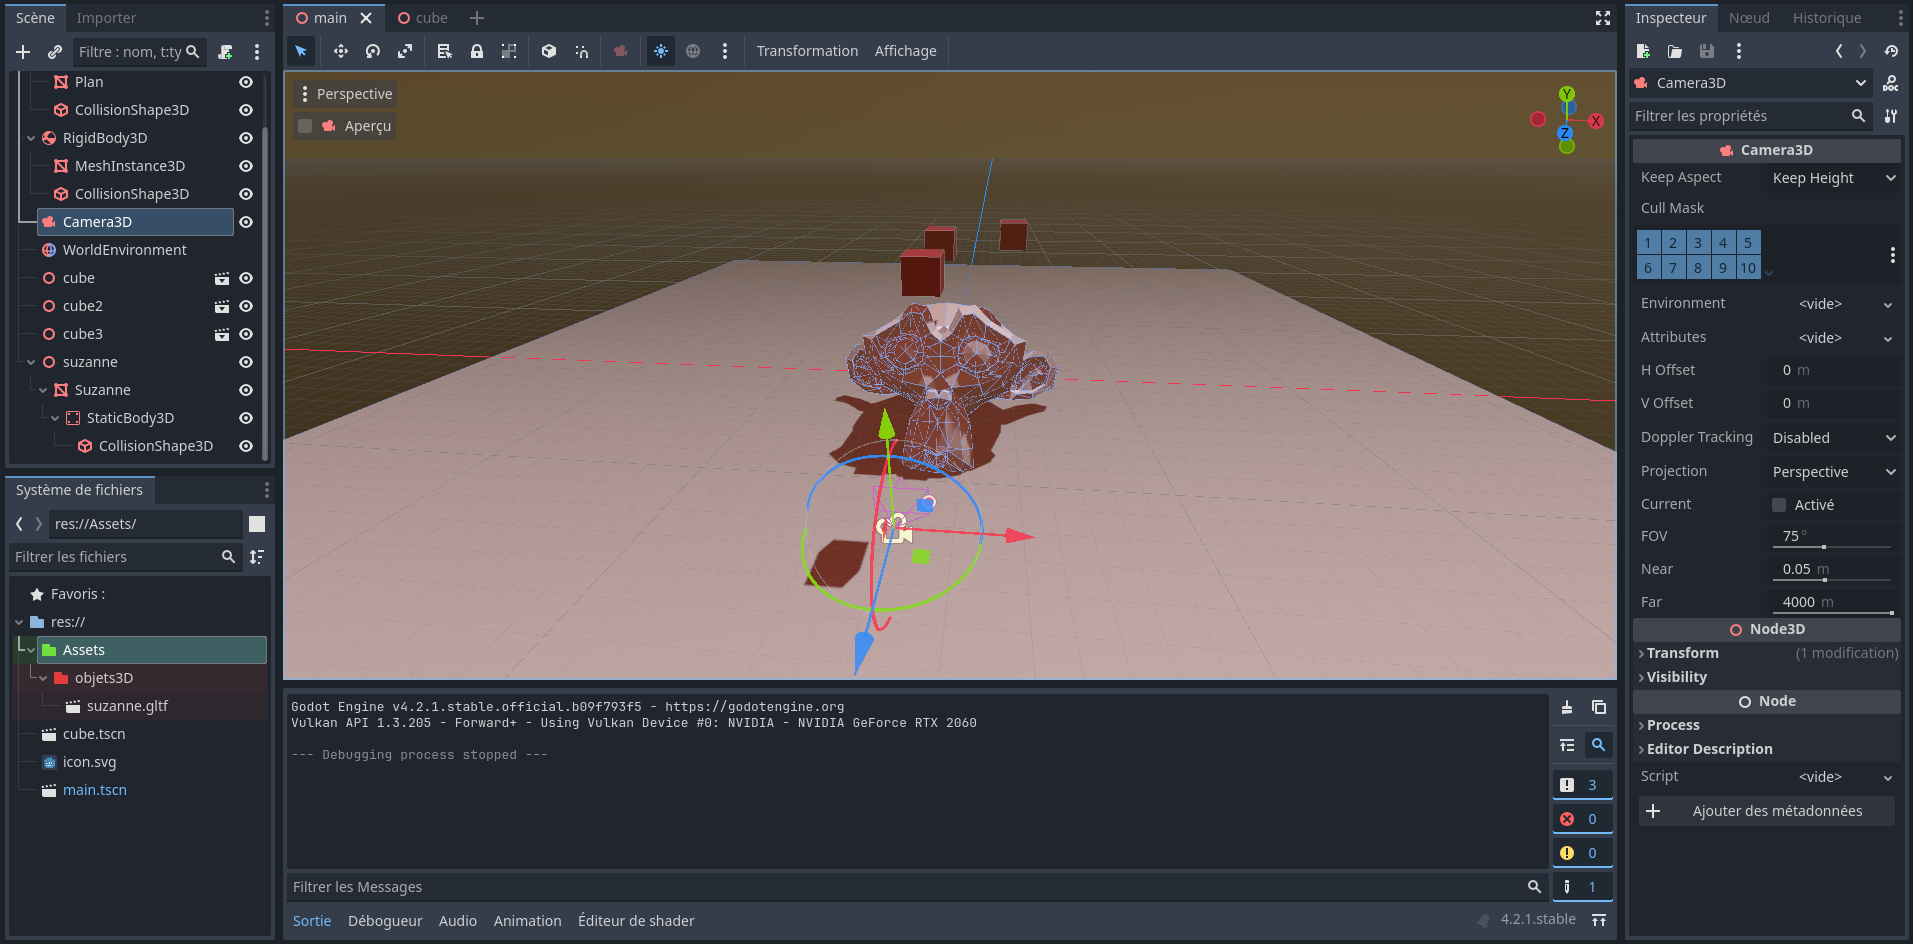 Scène Importer
Filtre : nom, t:ty
Plan
CollisionShape3D
RigidBody3D
MeshInstance3D
CollisionShape3D
Camera3D
WorldEnvironment
cube
cube2
cube3
suzanne
Suzanne
StaticBody3D
CollisionShape3D
Système de fichiers
res://Assets/
Filtrer les fichiers
Favoris :
res://
Assets
objets3D
suzanne.gltf
cube.tscn
icon.svg
main.tscn
main cube
Transformation Affichage
Perspective
Aperçu
Y
X
Z
Godot Engine v4.2.1.stable.official.b09f793f5 - https://godotengine.org
Vulkan API 1.3.205 - Forward+ - Using Vulkan Device #0: NVIDIA - NVIDIA GeForce RTX 2060
--- Debugging process stopped ---
3
0
0
1
Filtrer les Messages
Sortie Débogueur Audio Animation Éditeur de shader
4.2.1.stable
Inspecteur Nœud Historique
Camera3D
DOC
Filtrer les propriétés
Camera3D
Keep Aspect Keep Height
Cull Mask
1 2 3 4 5
6 7 8 9 10
Environment <vide>
Attributes <vide>
H Offset 0 m
V Offset 0 m
Doppler Tracking Disabled
Projection Perspective
Current Activé
FOV 75 °
Near 0.05 m
Far 4000 m
Node3D
Transform (1 modification)
Visibility
Node
Process
Editor Description
Script <vide>
Ajouter des métadonnées